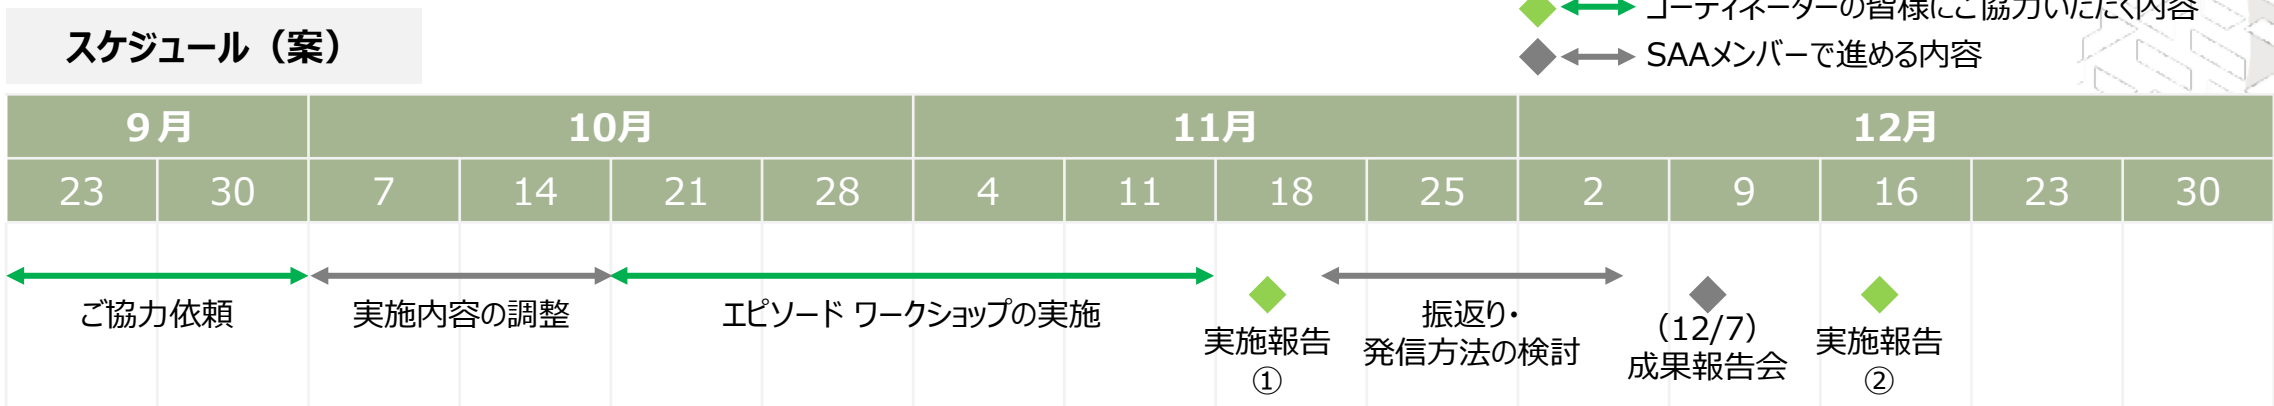 コーディネーターの皆様にご協力いただく内容
スケジュール（案）
SAAメンバーで進める内容
9月 10月 11月 12月
23 30 7 14 21 28 4 11 18 25 2 9 16 23 30
ご協力依頼
実施内容の調整
エピソード ワークショップの実施
実施報告
①
振返り・
発信方法の検討
（12/7）
成果報告会
実施報告
②